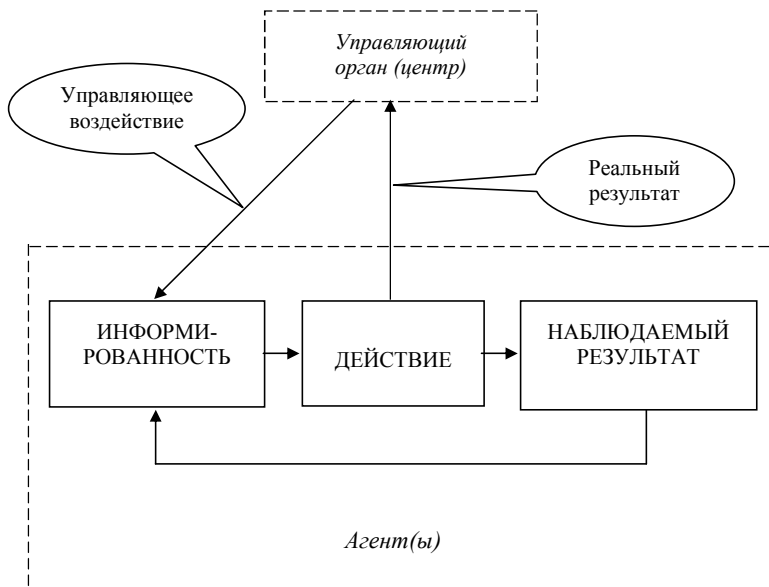 Управляющий
орган (центр)
Управляющее
воздействие
Реальный
результат
ИНФОРМИ-
РОВАННОСТЬ
ДЕЙСТВИЕ
НАБЛЮДАЕМЫЙ
РЕЗУЛЬТАТ
Агент(ы)